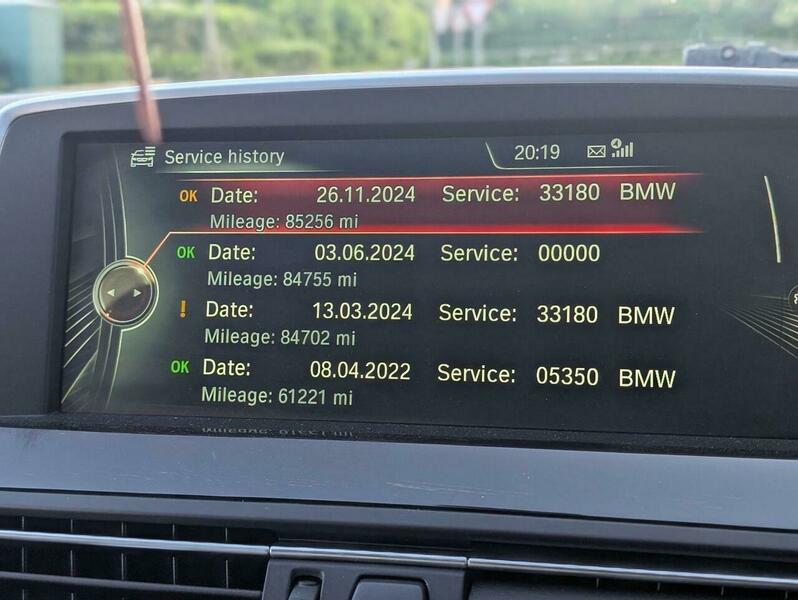 Service history 20:19
OK Date: 26.11.2024 Service: 33180 BMW
Mileage: 85256 mi
OK Date: 03.06.2024 Service: 00000
Mileage: 84755 mi
! Date: 13.03.2024 Service: 33180 BMW
Mileage: 84702 mi
OK Date: 08.04.2022 Service: 05350 BMW
Mileage: 61221 mi